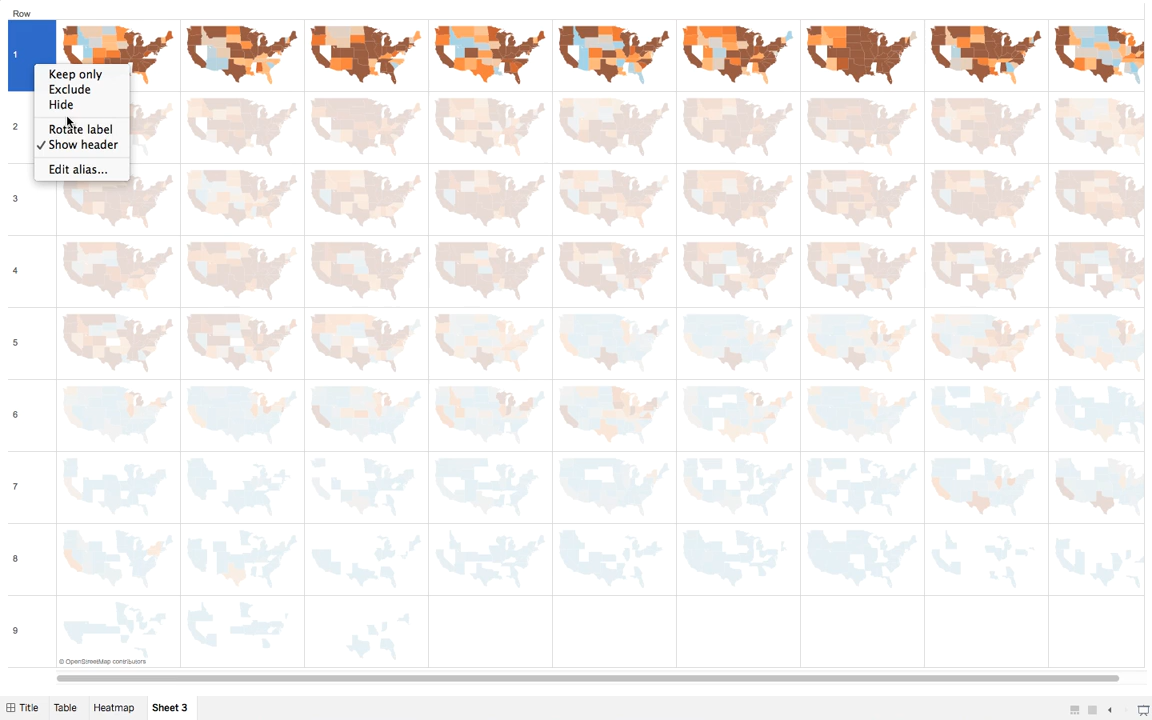 Row
1
Keep only
Exclude
Hide
Rotate label
✓ Show header
Edit alias...
2
3
4
5
6
7
8
9
© OpenStreetMap contributors
Title Table Heatmap Sheet 3